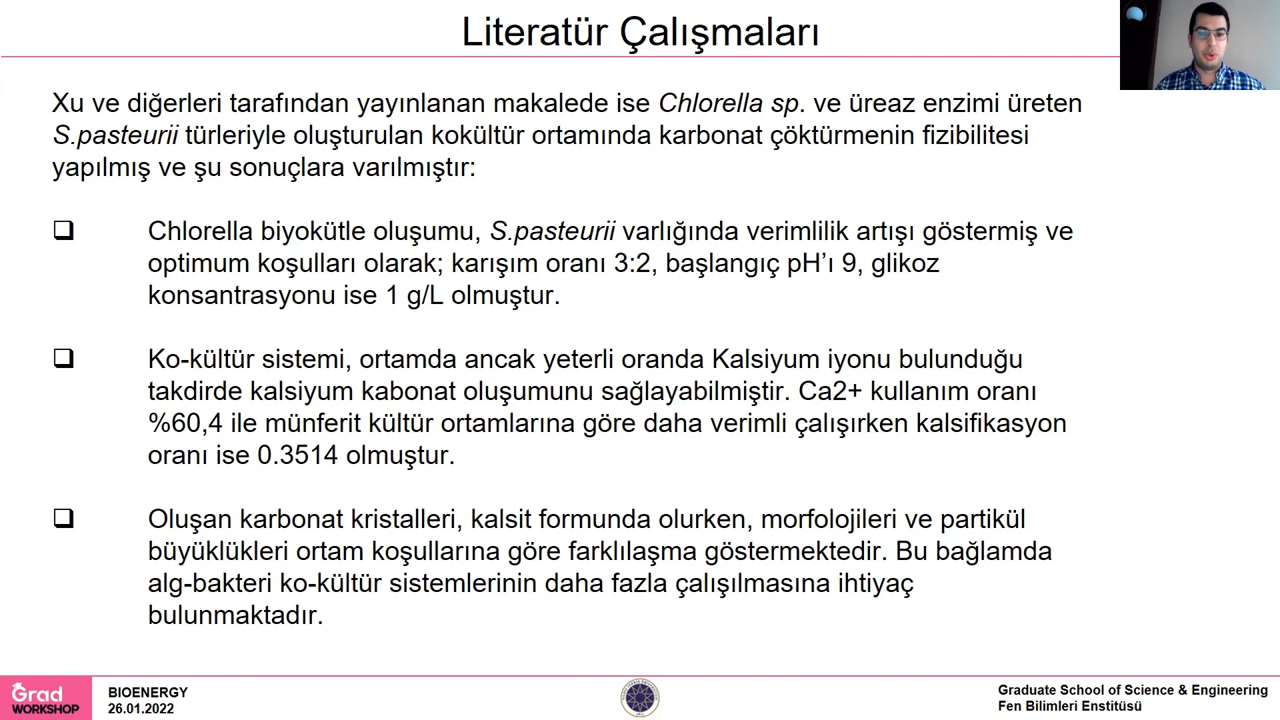 Literatür Çalışmaları
Xu ve diğerleri tarafından yayınlanan makalede ise Chlorella sp. ve üreaz enzimi üreten
S.pasteurii türleriyle oluşturulan kokültür ortamında karbonat çöktürmenin fizibilitesi
yapılmış ve şu sonuçlara varılmıştır:
Chlorella biyokütle oluşumu, S.pasteurii varlığında verimlilik artışı göstermiş ve
optimum koşulları olarak; karışım oranı 3:2, başlangıç pH’ı 9, glikoz
konsantrasyonu ise 1 g/L olmuştur.
Ko-kültür sistemi, ortamda ancak yeterli oranda Kalsiyum iyonu bulunduğu
takdirde kalsiyum kabonat oluşumunu sağlayabilmiştir. Ca2+ kullanım oranı
%60,4 ile münferit kültür ortamlarına göre daha verimli çalışırken kalsifikasyon
oranı ise 0.3514 olmuştur.
Oluşan karbonat kristalleri, kalsit formunda olurken, morfolojileri ve partikül
büyüklükleri ortam koşullarına göre farklılaşma göstermektedir. Bu bağlamda
alg-bakteri ko-kültür sistemlerinin daha fazla çalışılmasına ihtiyaç
bulunmaktadır.
Grad
WORKSHOP
BIOENERGY
26.01.2022
Graduate School of Science & Engineering
Fen Bilimleri Enstitüsü